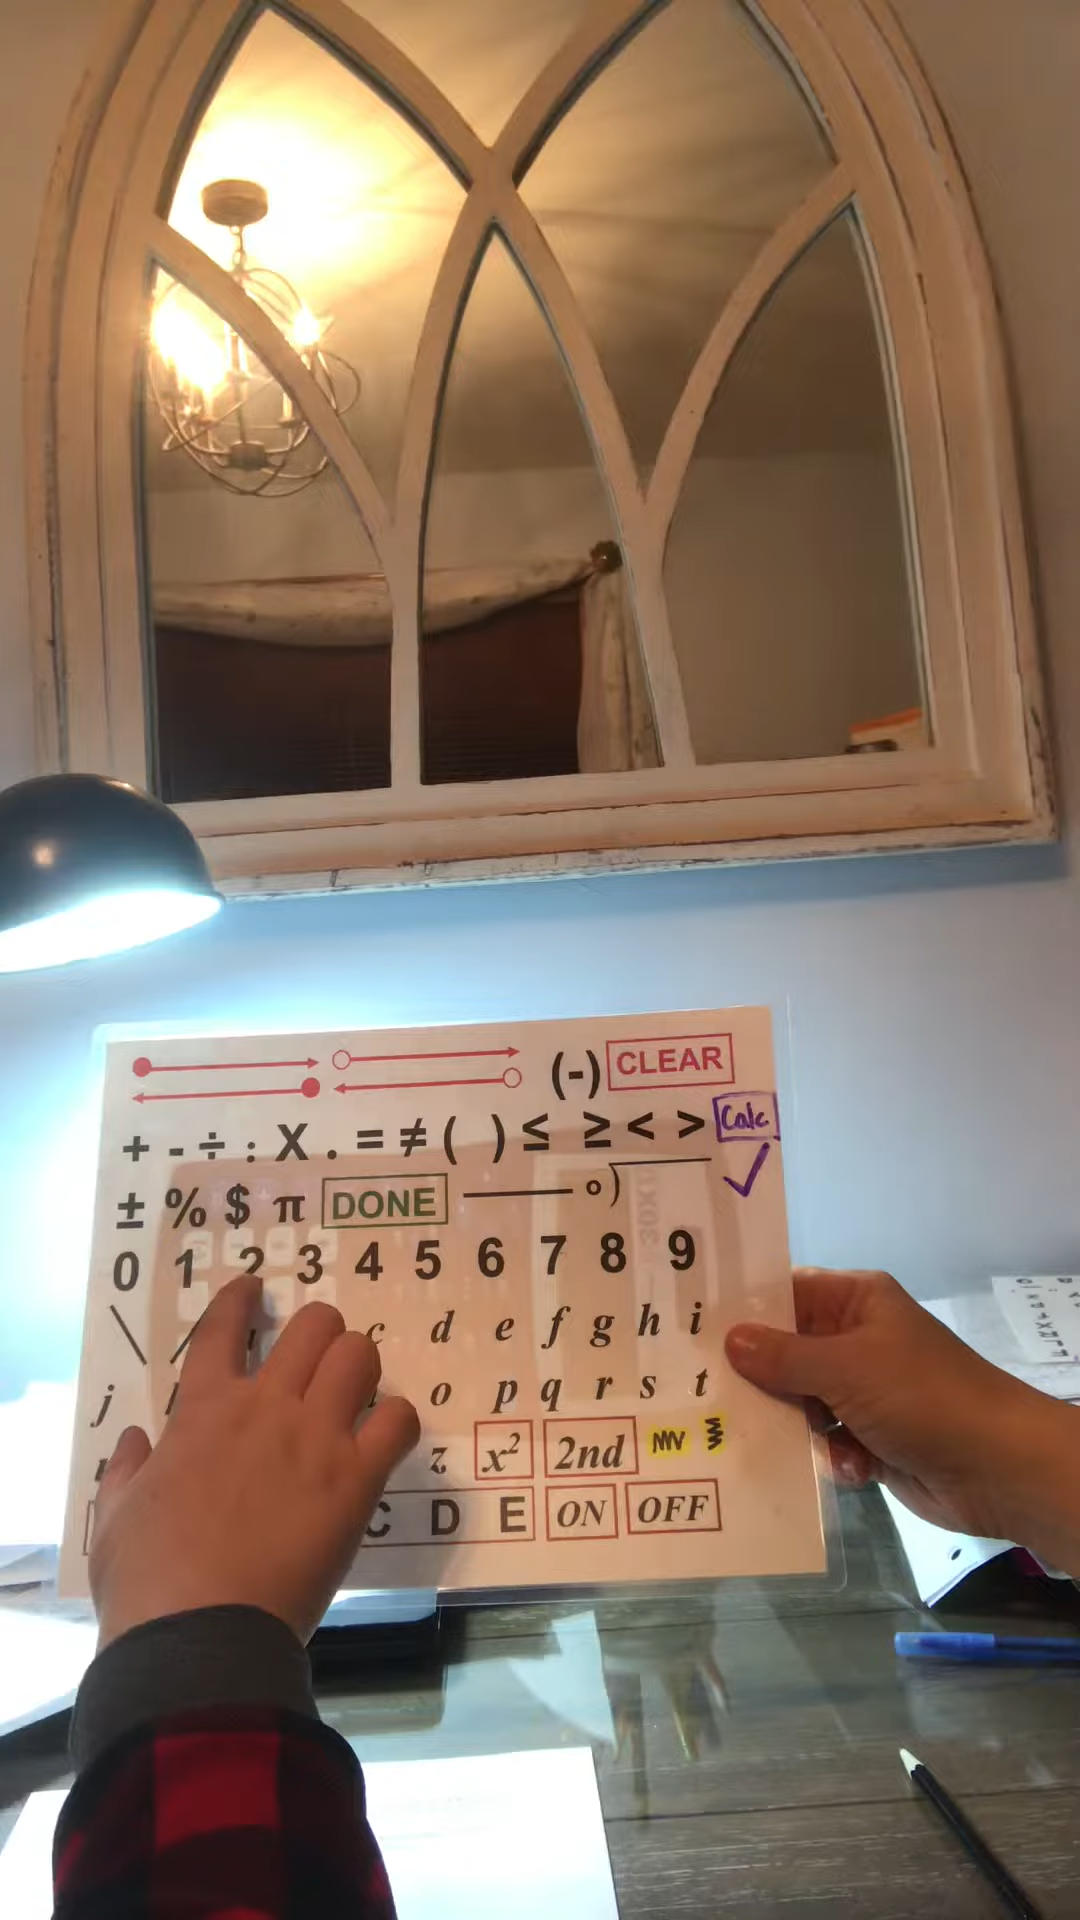 (-) CLEAR
+ - ÷ : X . = ≠ ( ) ≤ ≥ < > Calc
± % $ π DONE ° ) ✓
0 1 2 3 4 5 6 7 8 9
\ / c d e f g h i
j o p q r s t
z x² 2nd
C D E ON OFF